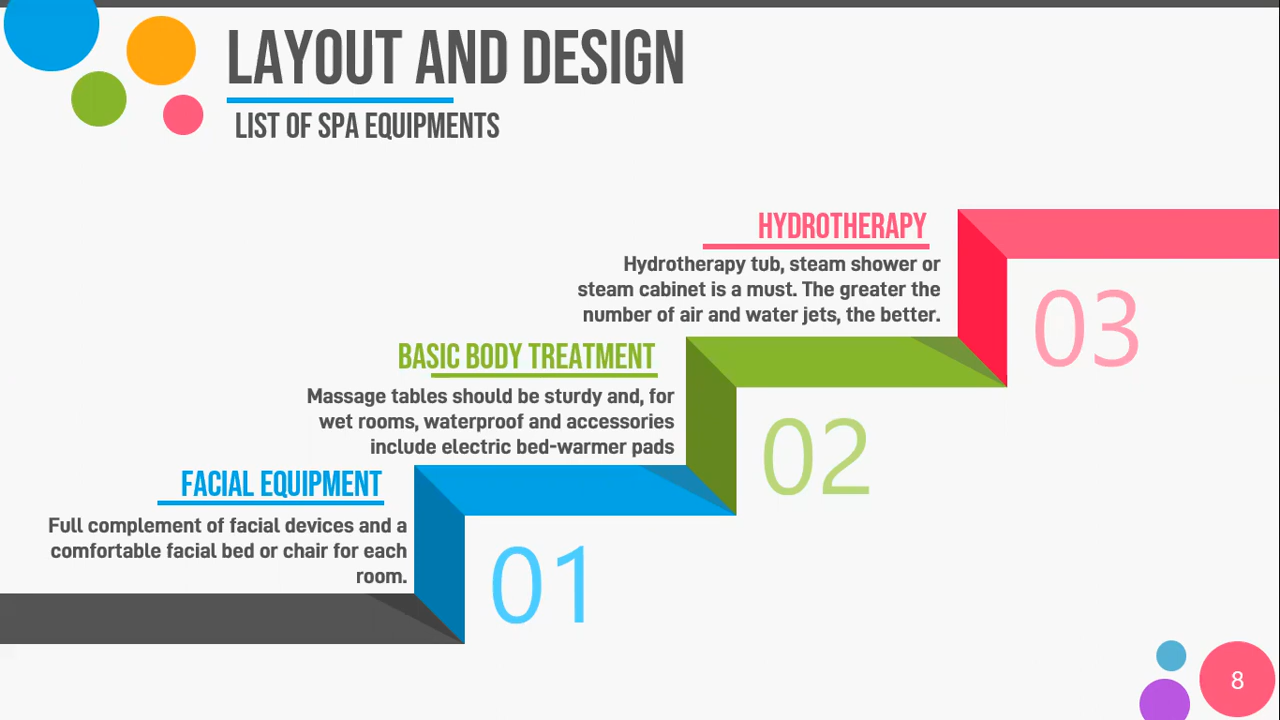 LAYOUT AND DESIGN
LIST OF SPA EQUIPMENTS
HYDROTHERAPY
Hydrotherapy tub, steam shower or
steam cabinet is a must. The greater the
number of air and water jets, the better.
03
BASIC BODY TREATMENT
Massage tables should be sturdy and, for
wet rooms, waterproof and accessories
include electric bed-warmer pads
02
FACIAL EQUIPMENT
Full complement of facial devices and a
comfortable facial bed or chair for each
room.
01
8